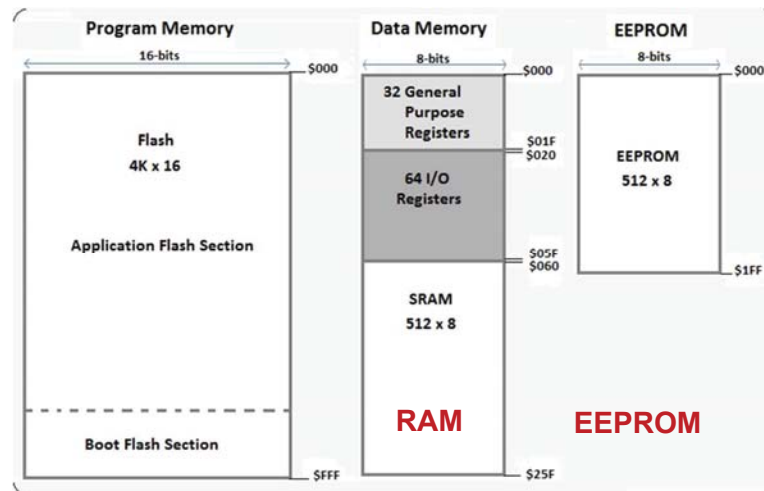 Program Memory
16-bits
$000
Flash
4K x 16
Application Flash Section
Boot Flash Section
$FFF
Data Memory
8-bits
$000
32 General
Purpose
Registers
$01F
$020
64 I/O
Registers
$05F
$060
SRAM
512 x 8
RAM
$25F
EEPROM
8-bits
$000
EEPROM
512 x 8
$1FF
EEPROM